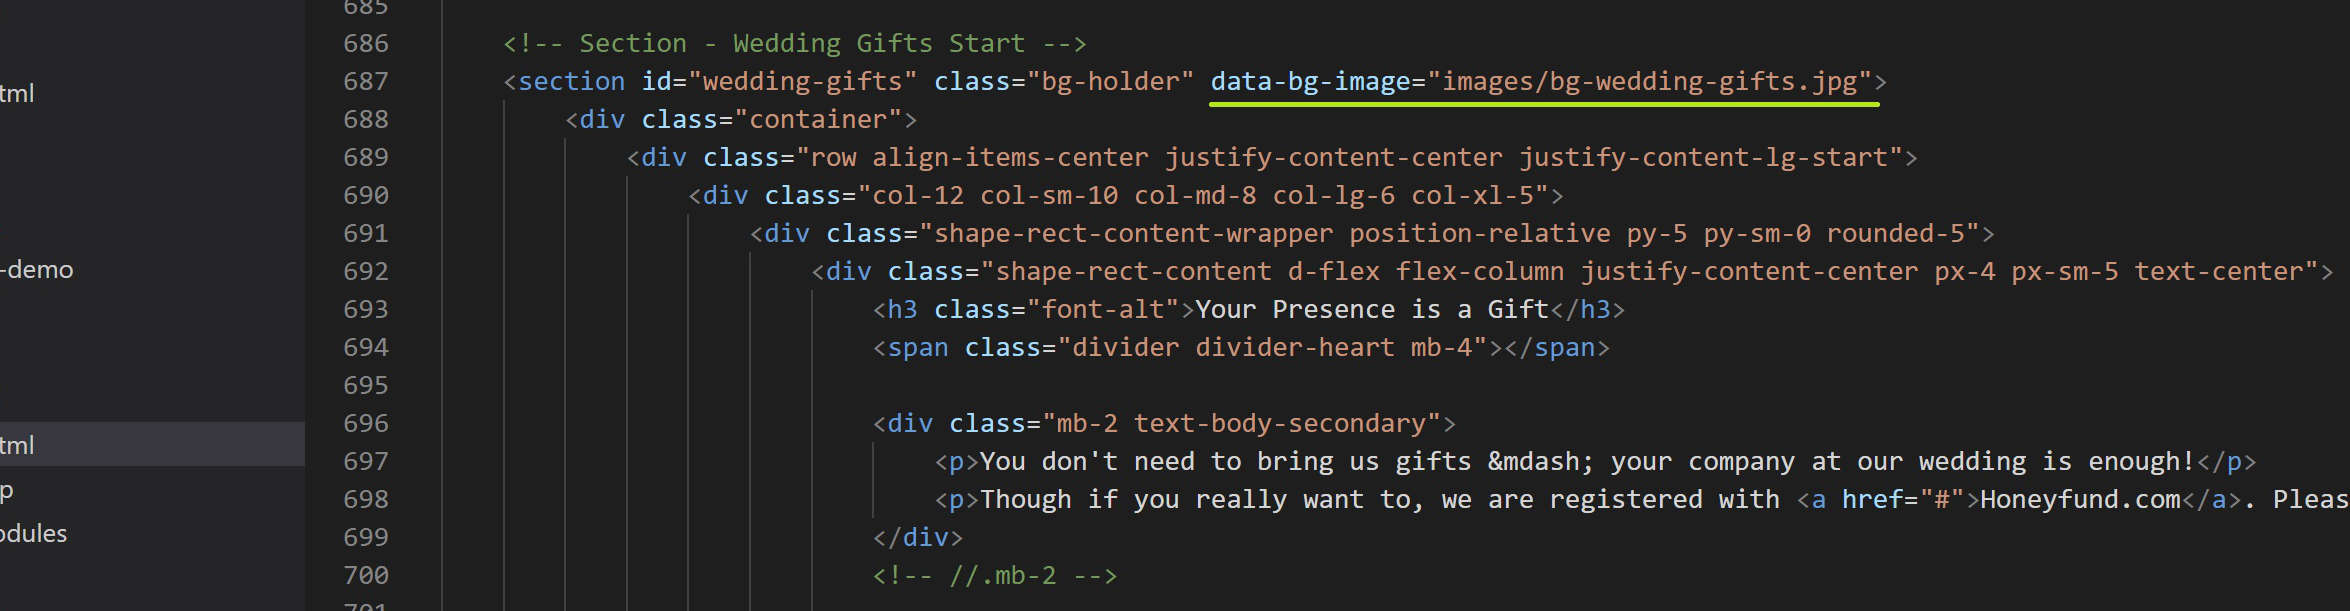 685
686 <!-- Section - Wedding Gifts Start -->
687 <section id="wedding-gifts" class="bg-holder" data-bg-image="images/bg-wedding-gifts.jpg">
tml
688 <div class="container">
689 <div class="row align-items-center justify-content-center justify-content-lg-start">
690 <div class="col-12 col-sm-10 col-md-8 col-lg-6 col-xl-5">
691 <div class="shape-rect-content-wrapper position-relative py-5 py-sm-0 rounded-5">
-demo
692 <div class="shape-rect-content d-flex flex-column justify-content-center px-4 px-sm-5 text-center">
693 <h3 class="font-alt">Your Presence is a Gift</h3>
694 <span class="divider divider-heart mb-4"></span>
695
696 <div class="mb-2 text-body-secondary">
tml
697 <p>You don't need to bring us gifts &mdash; your company at our wedding is enough!</p>
p
698 <p>Though if you really want to, we are registered with <a href="#">Honeyfund.com</a>. Pleas
odules
699 </div>
700 <!-- //.mb-2 -->
701